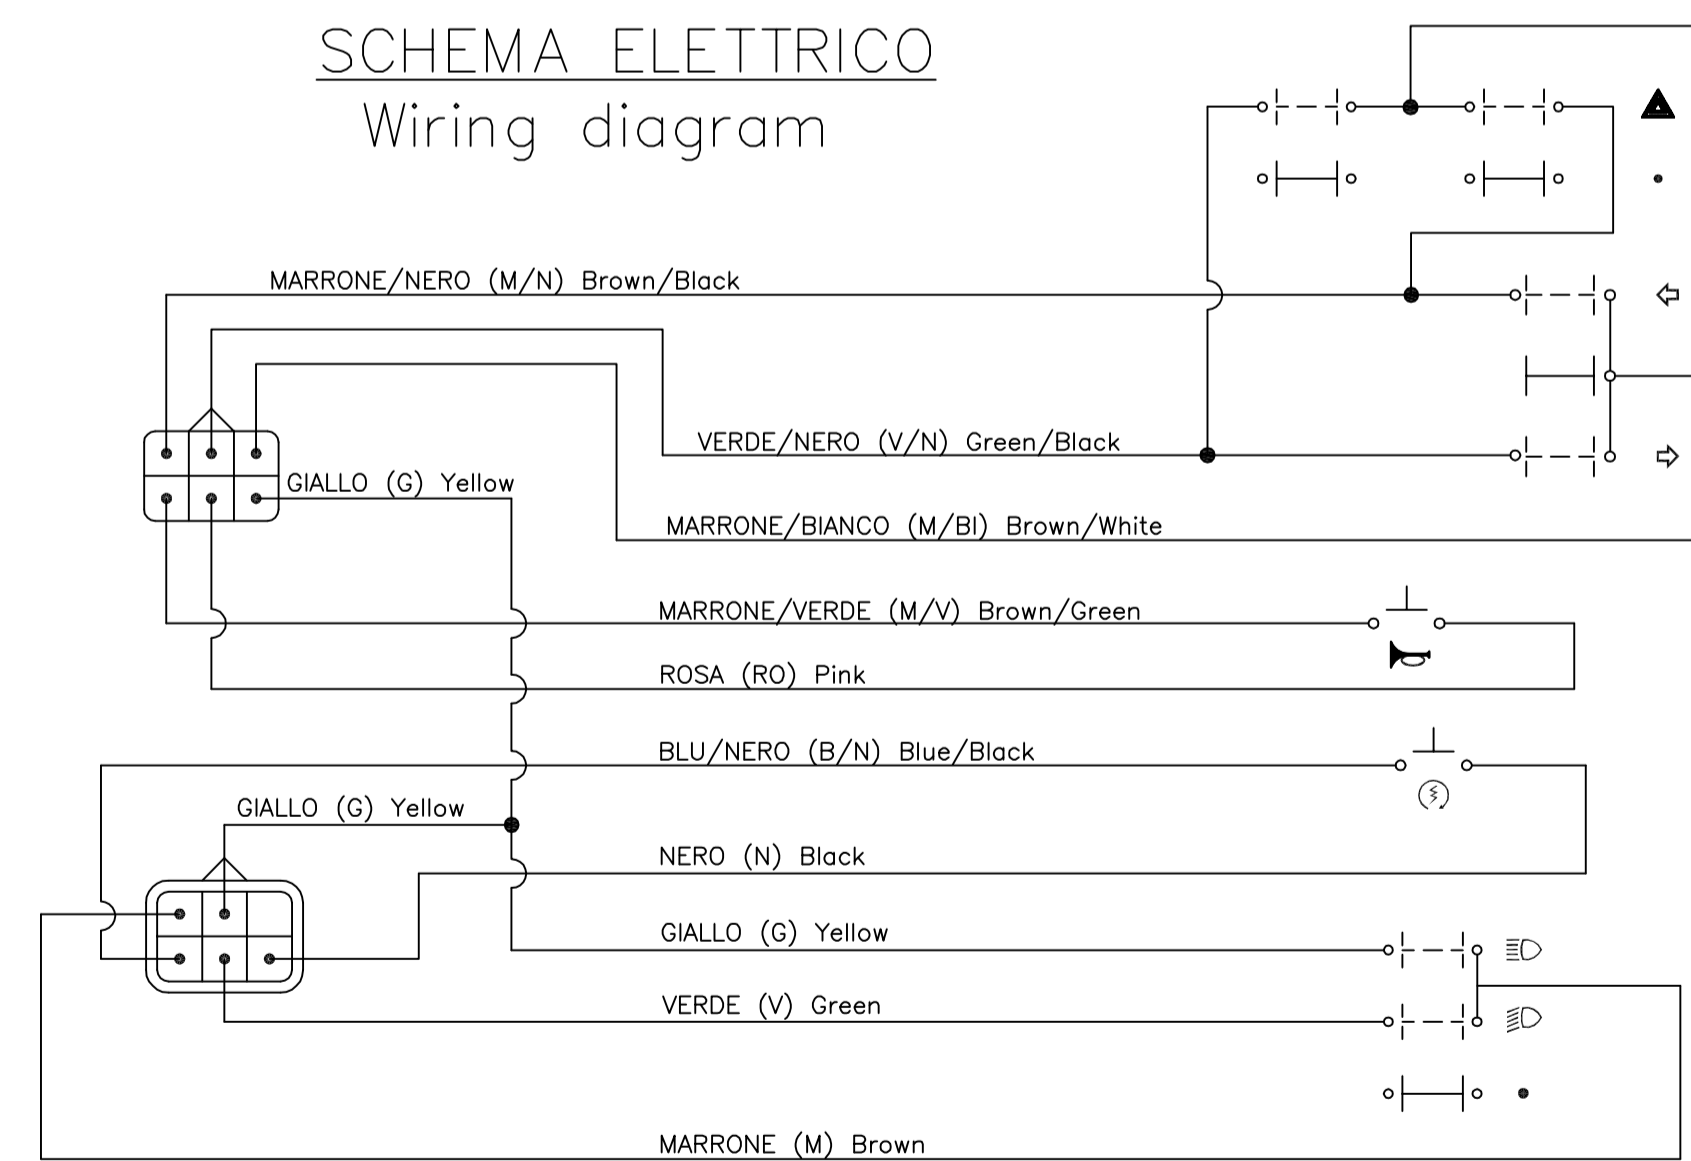 SCHEMA ELETTRICO
Wiring diagram
MARRONE/NERO (M/N) Brown/Black
VERDE/NERO (V/N) Green/Black
GIALLO (G) Yellow
MARRONE/BIANCO (M/BI) Brown/White
MARRONE/VERDE (M/V) Brown/Green
ROSA (RO) Pink
BLU/NERO (B/N) Blue/Black
GIALLO (G) Yellow
NERO (N) Black
GIALLO (G) Yellow
VERDE (V) Green
MARRONE (M) Brown